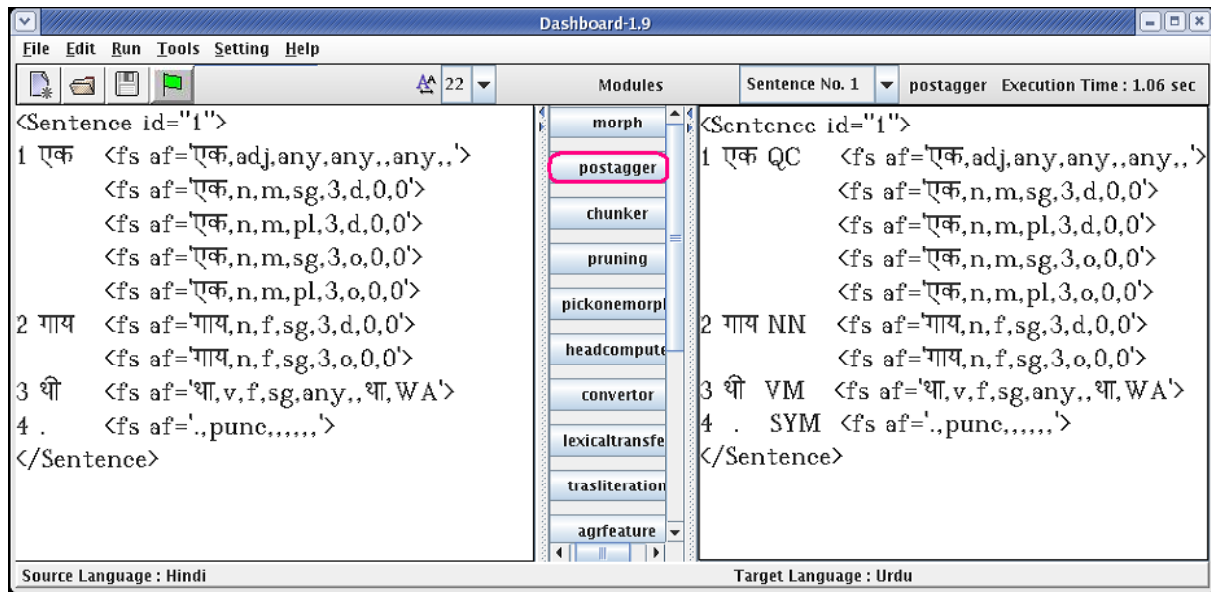 Dashboard-1.9
File Edit Run Tools Setting Help
22 Modules Sentence No. 1 postagger Execution Time : 1.06 sec
<Sentence id="1">
1 एक <fs af='एक,adj,any,any,,any,,'>
<fs af='एक,n,m,sg,3,d,0,0'>
<fs af='एक,n,m,pl,3,d,0,0'>
<fs af='एक,n,m,sg,3,o,0,0'>
<fs af='एक,n,m,pl,3,o,0,0'>
2 गाय <fs af='गाय,n,f,sg,3,d,0,0'>
<fs af='गाय,n,f,sg,3,o,0,0'>
3 थी <fs af='था,v,f,sg,any,,था,WA'>
4 . <fs af='.,punc,,,,,,'>
</Sentence>
morph
postagger
chunker
pruning
pickonemorph
headcompute
convertor
lexicaltransfe
trasliteration
agrfeature
<Sentence id="1">
1 एक QC <fs af='एक,adj,any,any,,any,,'>
<fs af='एक,n,m,sg,3,d,0,0'>
<fs af='एक,n,m,pl,3,d,0,0'>
<fs af='एक,n,m,sg,3,o,0,0'>
<fs af='एक,n,m,pl,3,o,0,0'>
2 गाय NN <fs af='गाय,n,f,sg,3,d,0,0'>
<fs af='गाय,n,f,sg,3,o,0,0'>
3 थी VM <fs af='था,v,f,sg,any,,था,WA'>
4 . SYM <fs af='.,punc,,,,,,'>
</Sentence>
Source Language : Hindi
Target Language : Urdu